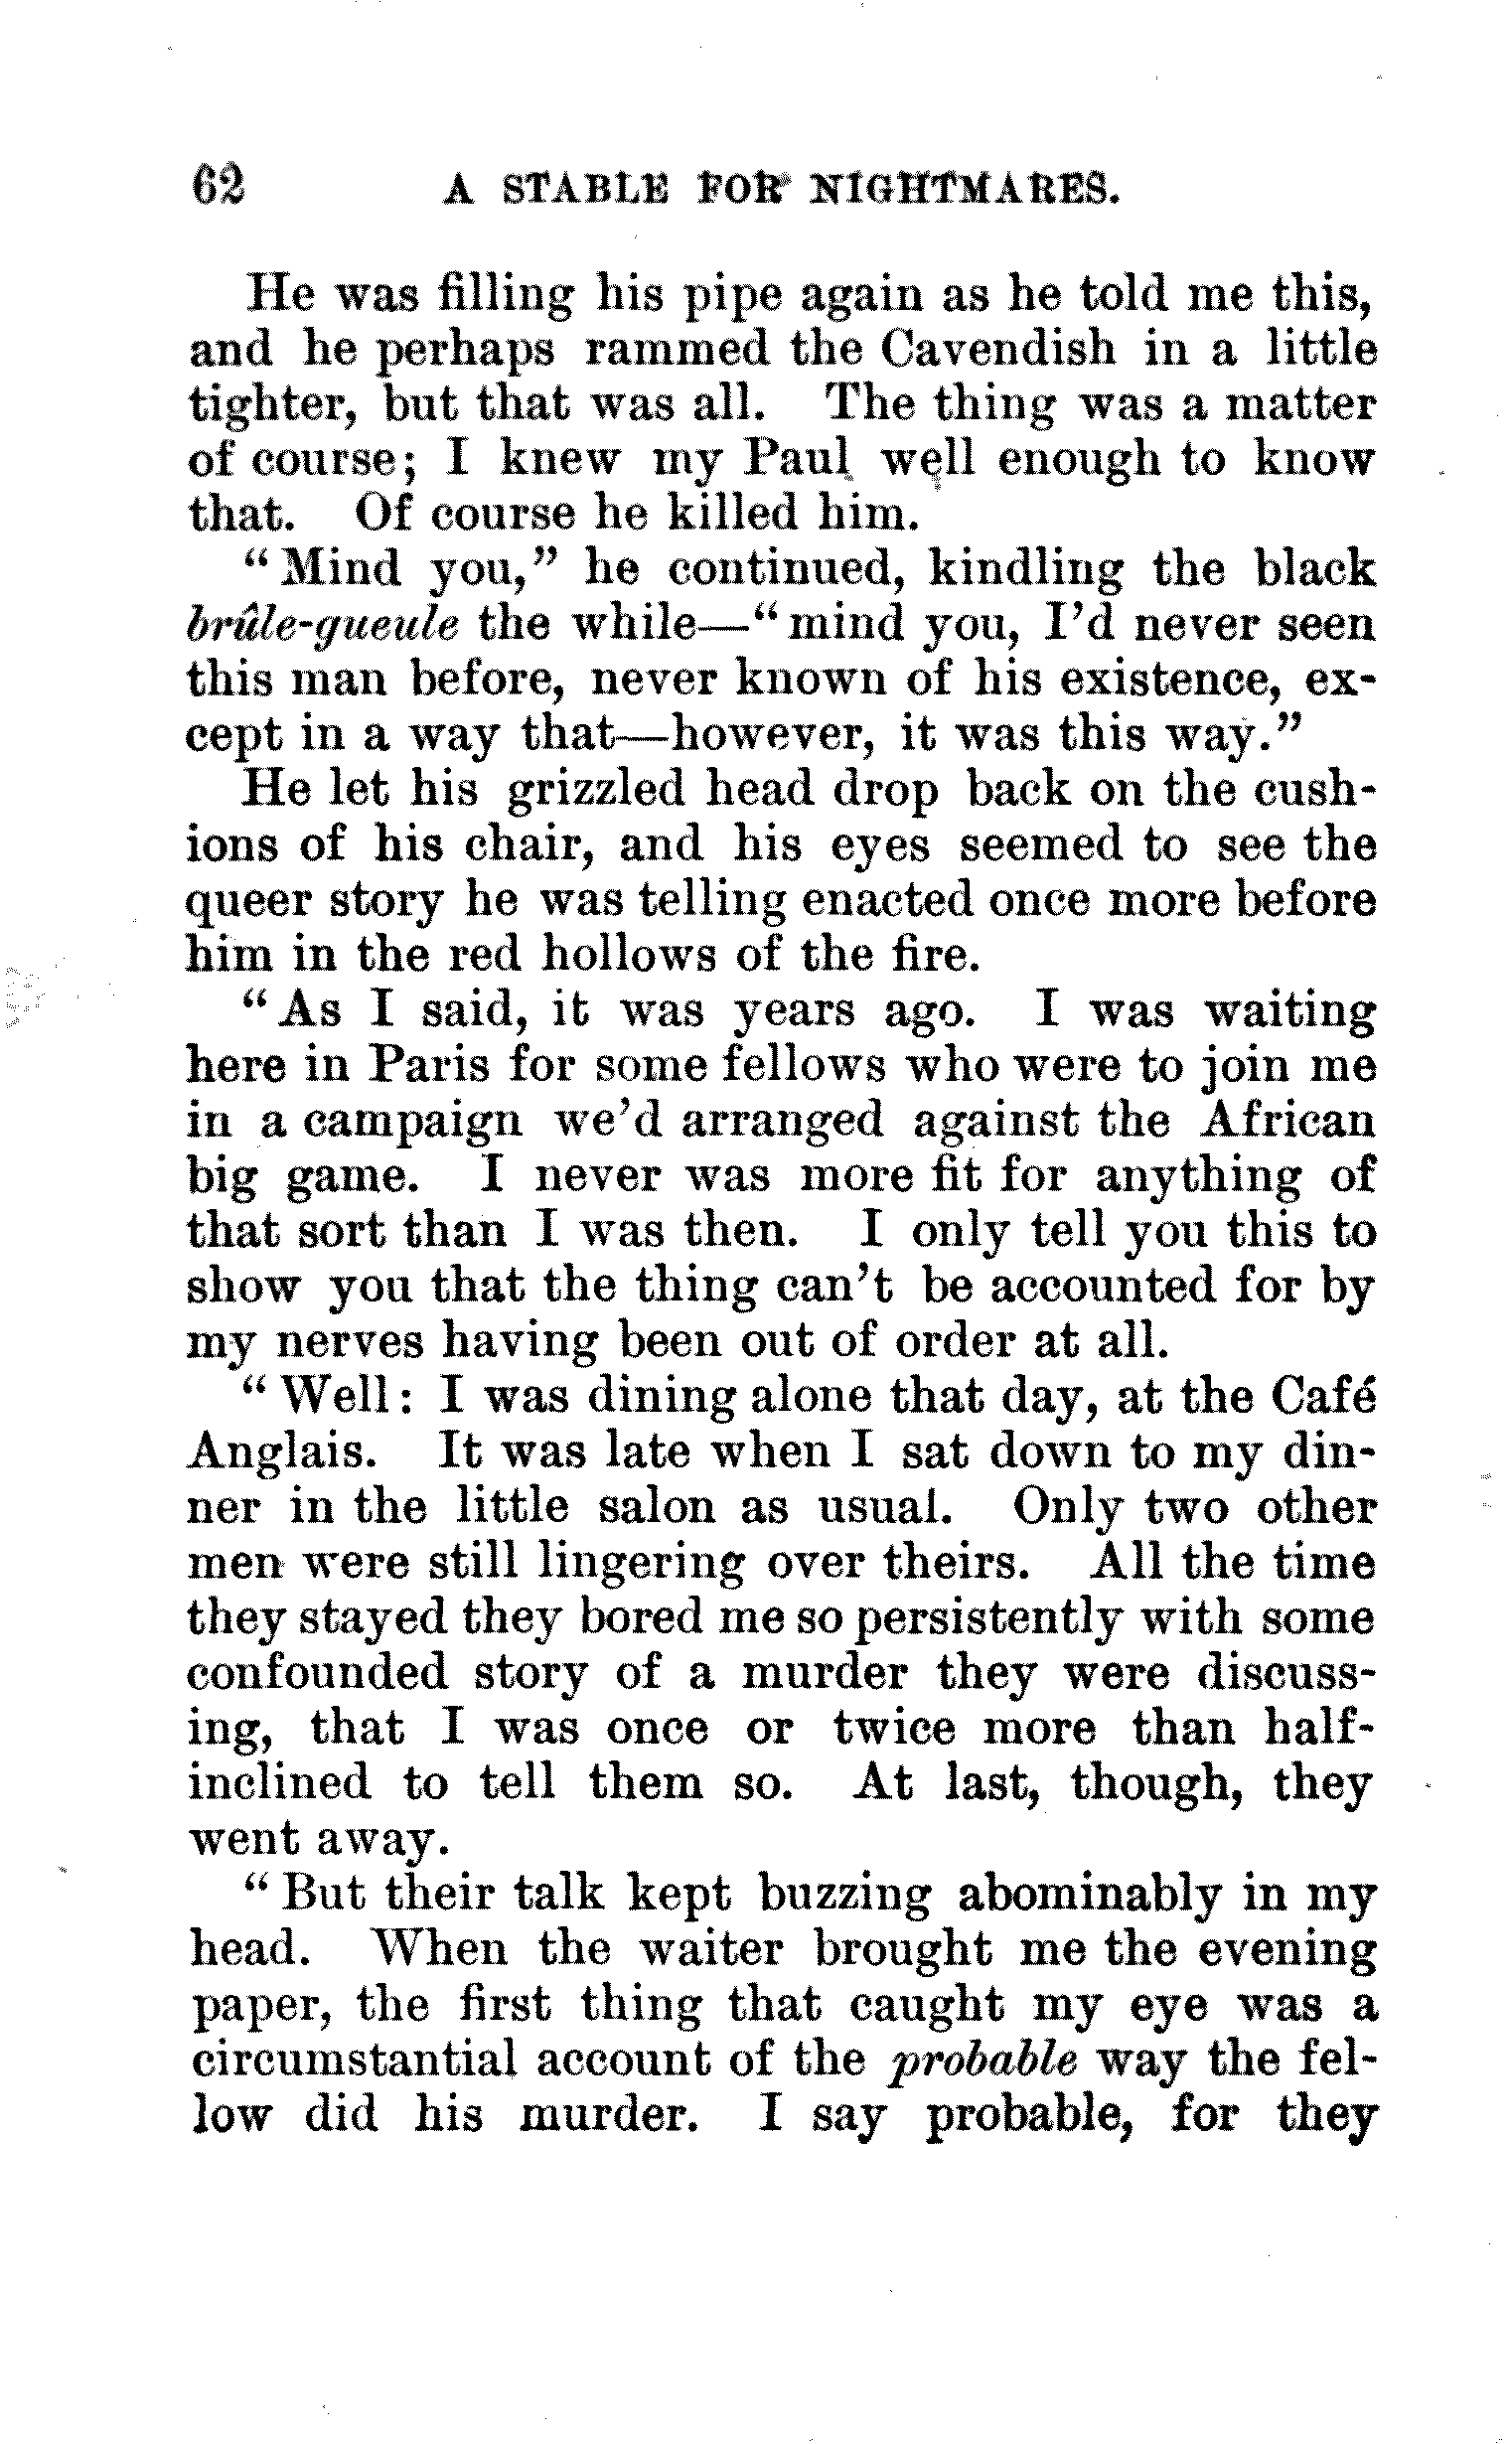 62 A STABLE FOR NIGHTMARES.
He was filling his pipe again as he told me this,
and he perhaps rammed the Cavendish in a little
tighter, but that was all. The thing was a matter
of course; I knew my Paul well enough to know
that. Of course he killed him.
“Mind you,” he continued, kindling the black
brûle-gueule the while—“mind you, I’d never seen
this man before, never known of his existence, ex-
cept in a way that—however, it was this way.”
He let his grizzled head drop back on the cush-
ions of his chair, and his eyes seemed to see the
queer story he was telling enacted once more before
him in the red hollows of the fire.
“As I said, it was years ago. I was waiting
here in Paris for some fellows who were to join me
in a campaign we’d arranged against the African
big game. I never was more fit for anything of
that sort than I was then. I only tell you this to
show you that the thing can’t be accounted for by
my nerves having been out of order at all.
“Well: I was dining alone that day, at the Café
Anglais. It was late when I sat down to my din-
ner in the little salon as usual. Only two other
men were still lingering over theirs. All the time
they stayed they bored me so persistently with some
confounded story of a murder they were discuss-
ing, that I was once or twice more than half-
inclined to tell them so. At last, though, they
went away.
“But their talk kept buzzing abominably in my
head. When the waiter brought me the evening
paper, the first thing that caught my eye was a
circumstantial account of the probable way the fel-
low did his murder. I say probable, for they